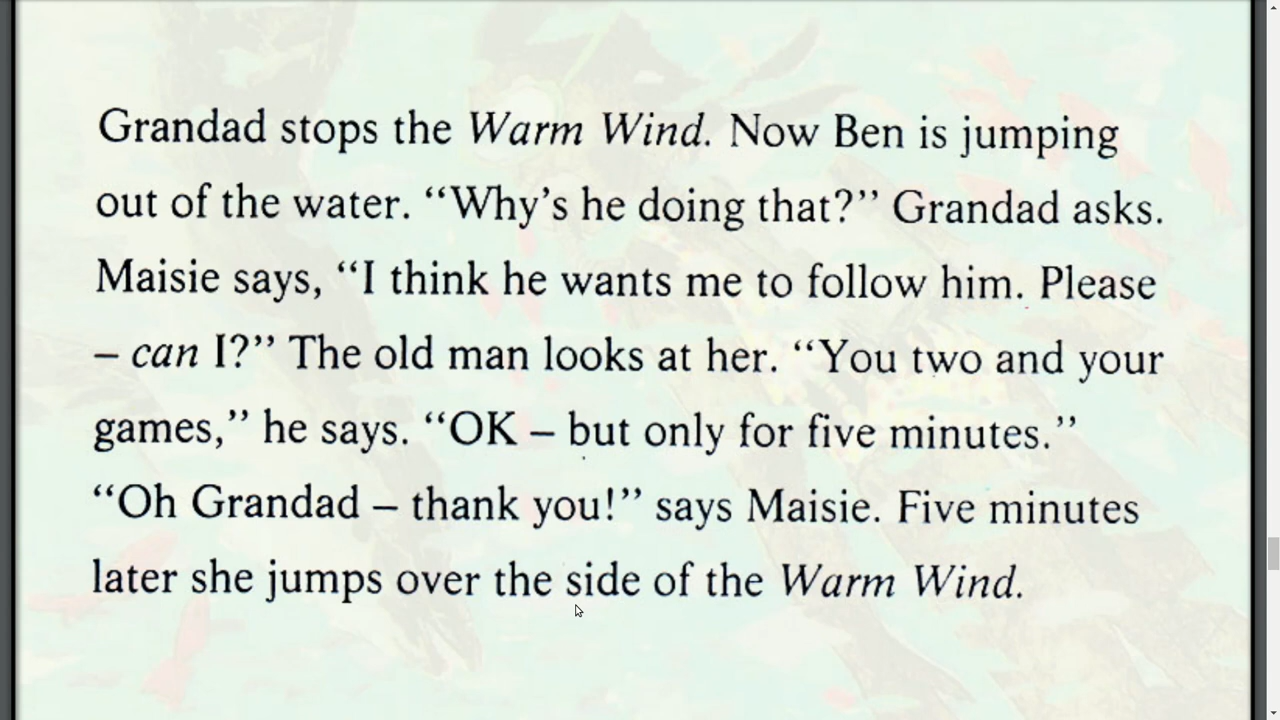 Grandad stops the Warm Wind. Now Ben is jumping
out of the water. “Why’s he doing that?” Grandad asks.
Maisie says, “I think he wants me to follow him. Please
– can I?” The old man looks at her. “You two and your
games,” he says. “OK – but only for five minutes.”
“Oh Grandad – thank you!” says Maisie. Five minutes
later she jumps over the side of the Warm Wind.